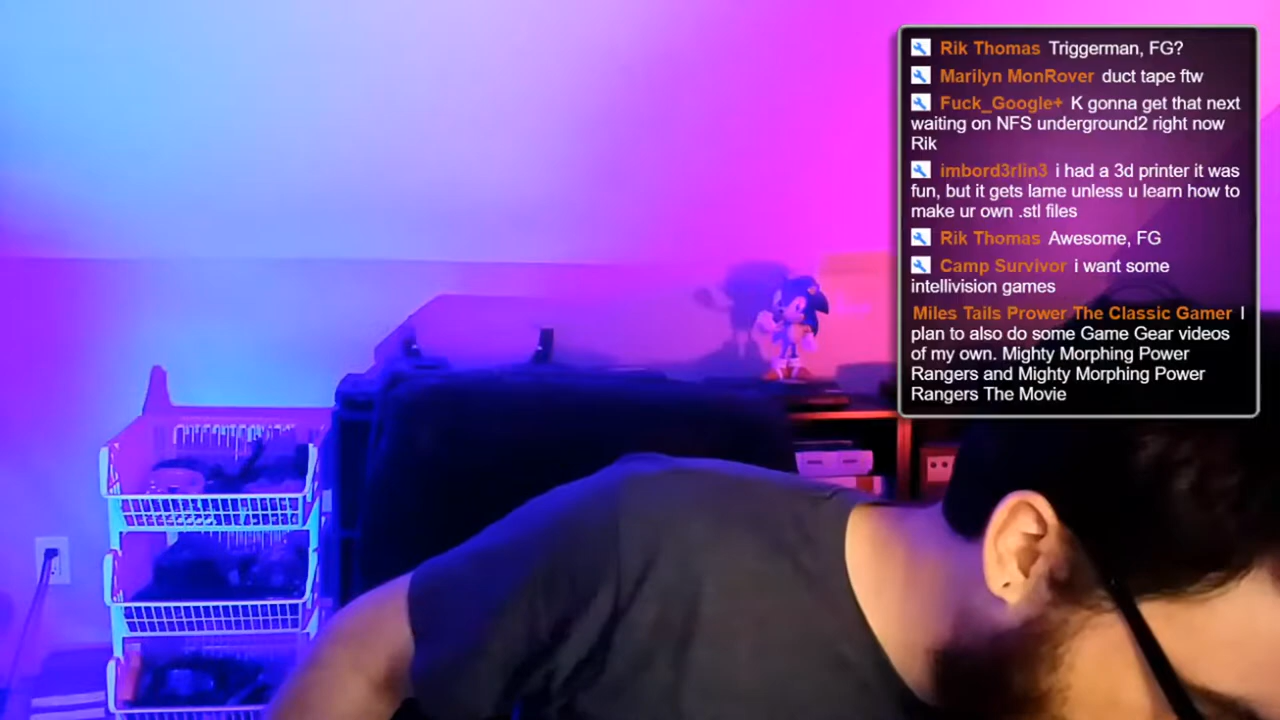 Rik Thomas Triggerman, FG?
Marilyn MonRover duct tape ftw
Fuck_Google+ K gonna get that next
waiting on NFS underground2 right now
Rik
imbord3rlin3 i had a 3d printer it was
fun, but it gets lame unless u learn how to
make ur own .stl files
Rik Thomas Awesome, FG
Camp Survivor i want some
intellivision games
Miles Tails Prower The Classic Gamer I
plan to also do some Game Gear videos
of my own. Mighty Morphing Power
Rangers and Mighty Morphing Power
Rangers The Movie